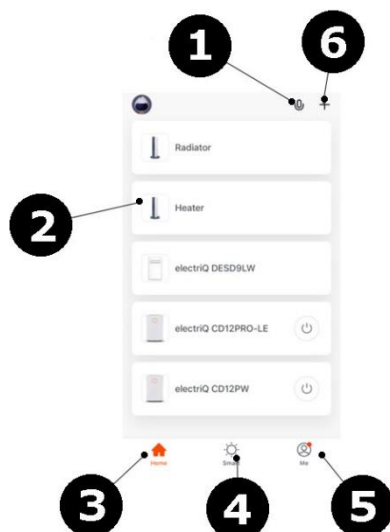 1
6
Radiator
Heater
2
electriQ DESD9LW
electriQ CD12PRO-LE
electriQ CD12PW
Home
Smart
Me
3
4
5